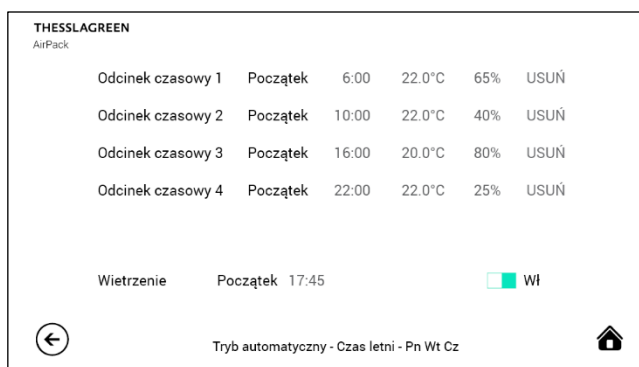 THESSLAGREEN
AirPack
Odcinek czasowy 1 Początek 6:00 22.0°C 65% USUŃ
Odcinek czasowy 2 Początek 10:00 22.0°C 40% USUŃ
Odcinek czasowy 3 Początek 16:00 20.0°C 80% USUŃ
Odcinek czasowy 4 Początek 22:00 22.0°C 25% USUŃ
Wietrzenie Początek 17:45 Wł
Tryb automatyczny - Czas letni - Pn Wt Cz